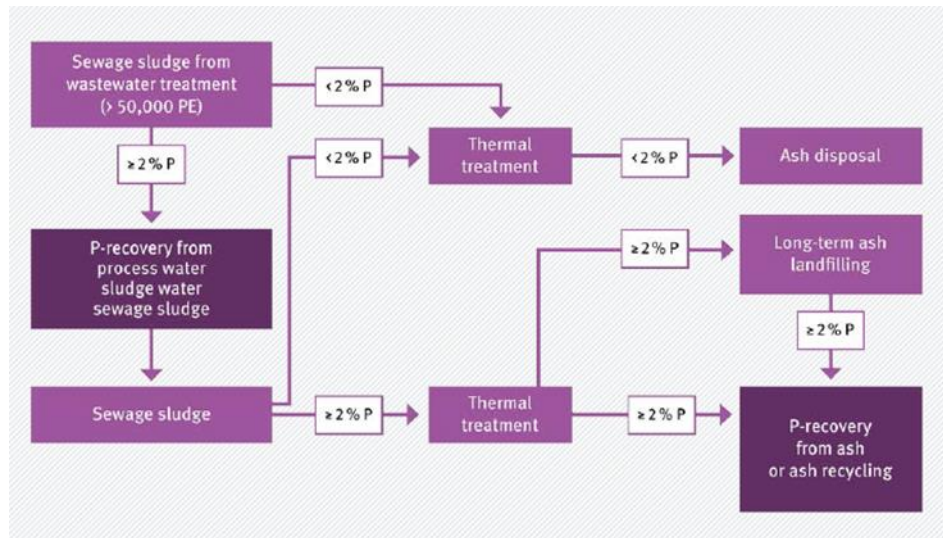 Sewage sludge from
wastewater treatment
(> 50,000 PE)
<2% P
≥2% P
<2% P
Thermal
treatment
<2% P
Ash disposal
P-recovery from
process water
sludge water
sewage sludge
≥2% P
Long-term ash
landfilling
≥2% P
Sewage sludge
≥2% P
Thermal
treatment
≥2% P
P-recovery
from ash
or ash recycling